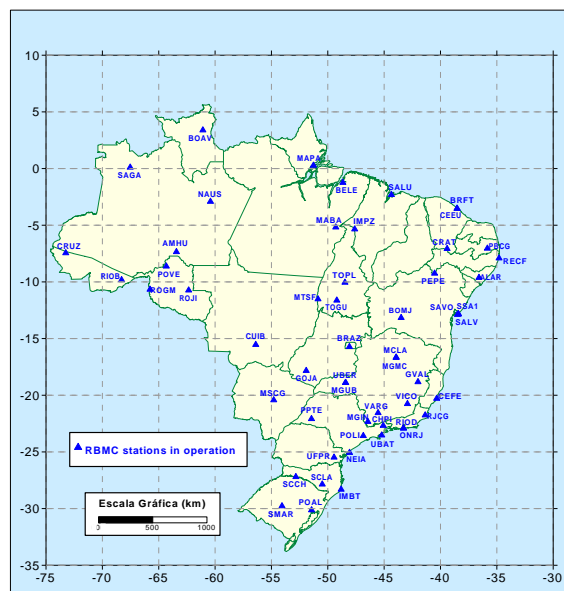 10
5
0
-5
-10
-15
-20
-25
-30
-35
-75
-70
-65
-60
-55
-50
-45
-40
-35
-30
BOAV
MAPA
SAGA
BELE
SALU
NAUS
BRFT
CEEU
MABA
IMPZ
CRUZ
AMHU
CRAT
PBCG
RECF
RIOB
POVE
PEPE
ALAR
TOPL
ROGM
ROJI
MTSF
TOGU
BOMJ
SAVO
SSA1
SALV
CUIB
BRAZ
MCLA
MGMC
GOJA
UBER
MGUB
GVAL
MSCG
VICO
CEFE
PPTE
VARG
MGIN
CHPI
RIOD
RJCG
POLI
ONRJ
UBAT
UFPR
NEIA
SCCH
SCLA
IMBT
SMAR
POAL
RBMC stations in operation
Escala Gráfica (km)
0
500
1000